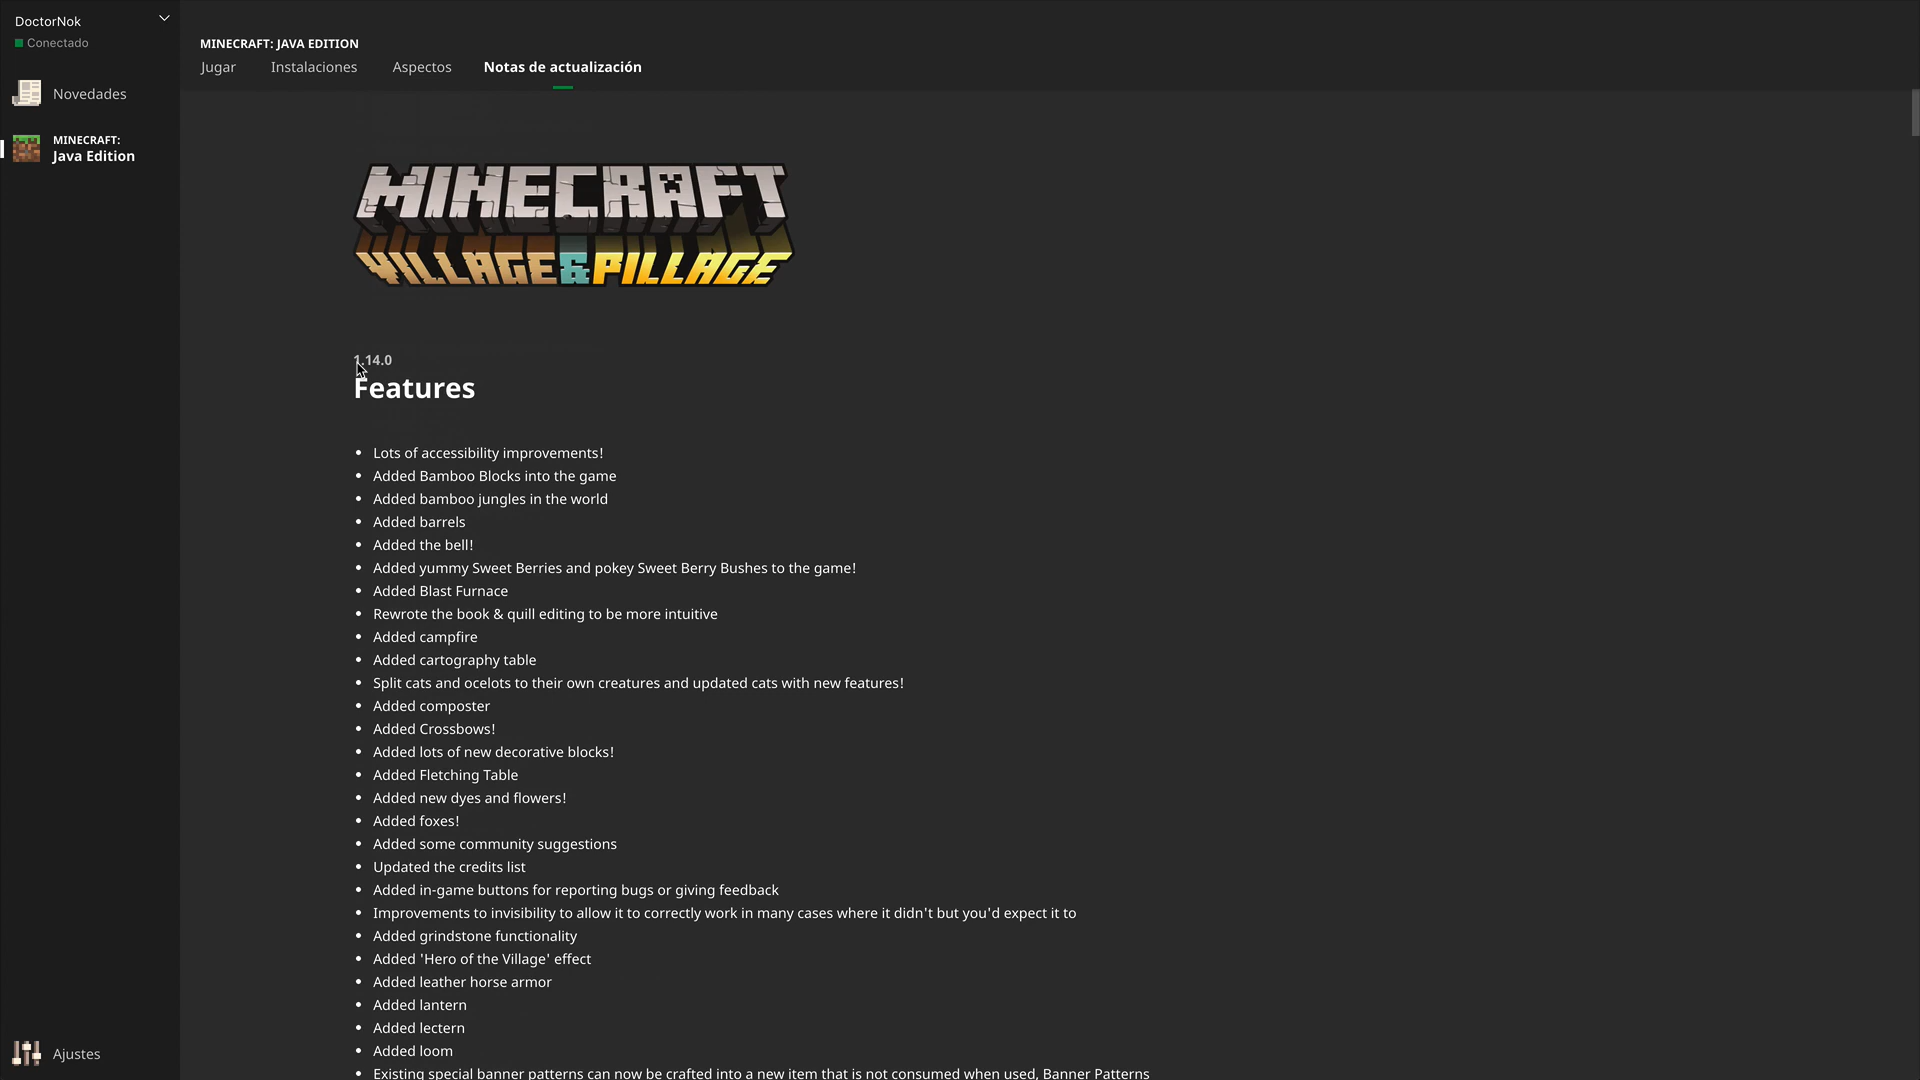 DoctorNok
Conectado
Novedades
MINECRAFT:
Java Edition
Ajustes
MINECRAFT: JAVA EDITION
Jugar Instalaciones Aspectos Notas de actualización
MINECRAFT
VILLAGE & PILLAGE
1.14.0
Features
• Lots of accessibility improvements!
• Added Bamboo Blocks into the game
• Added bamboo jungles in the world
• Added barrels
• Added the bell!
• Added yummy Sweet Berries and pokey Sweet Berry Bushes to the game!
• Added Blast Furnace
• Rewrote the book & quill editing to be more intuitive
• Added campfire
• Added cartography table
• Split cats and ocelots to their own creatures and updated cats with new features!
• Added composter
• Added Crossbows!
• Added lots of new decorative blocks!
• Added Fletching Table
• Added new dyes and flowers!
• Added foxes!
• Added some community suggestions
• Updated the credits list
• Added in-game buttons for reporting bugs or giving feedback
• Improvements to invisibility to allow it to correctly work in many cases where it didn't but you'd expect it to
• Added grindstone functionality
• Added 'Hero of the Village' effect
• Added leather horse armor
• Added lantern
• Added lectern
• Added loom
• Existing special banner patterns can now be crafted into a new item that is not consumed when used, Banner Patterns